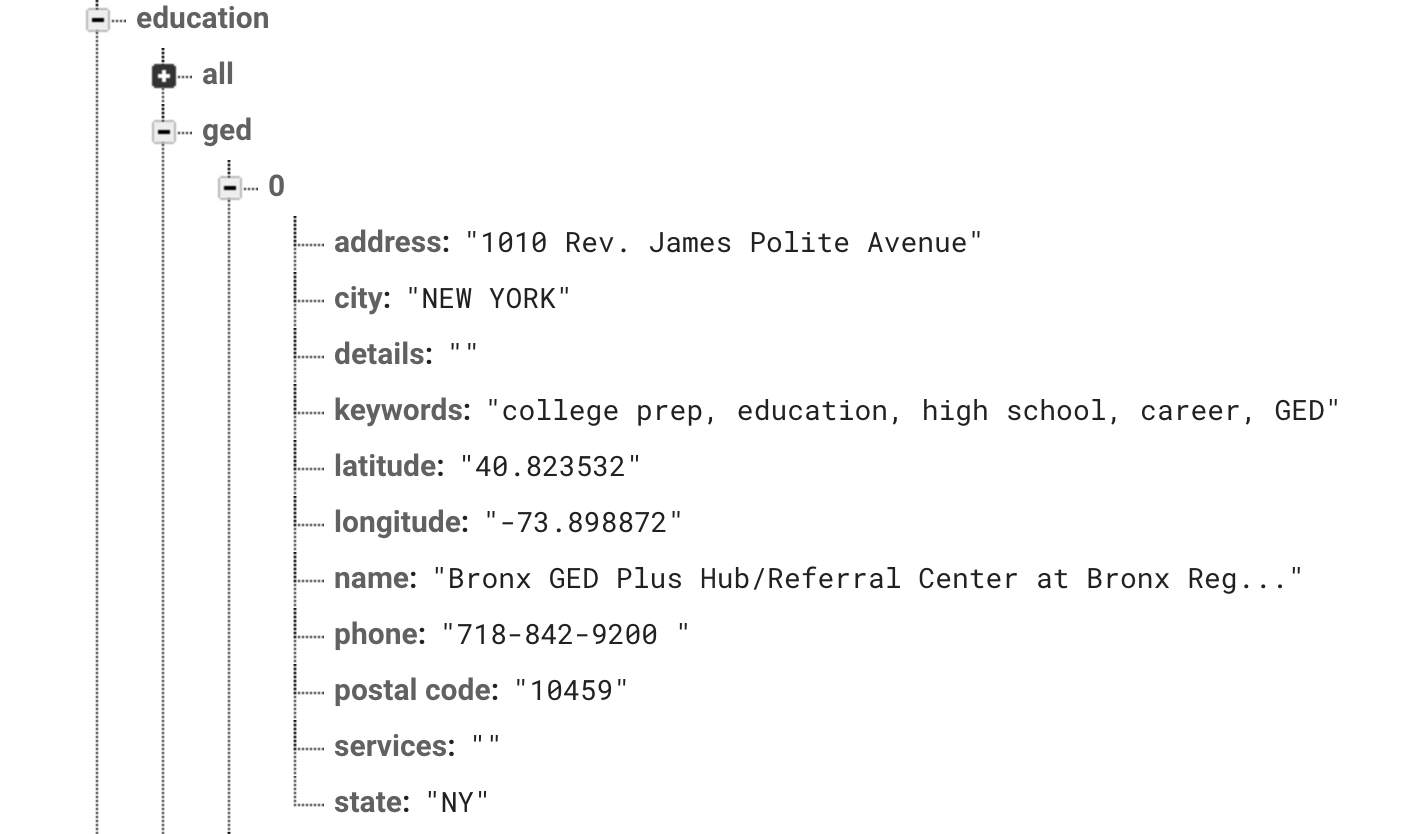 education
all
ged
0
address: "1010 Rev. James Polite Avenue"
city: "NEW YORK"
details: ""
keywords: "college prep, education, high school, career, GED"
latitude: "40.823532"
longitude: "-73.898872"
name: "Bronx GED Plus Hub/Referral Center at Bronx Reg..."
phone: "718-842-9200 "
postal code: "10459"
services: ""
state: "NY"